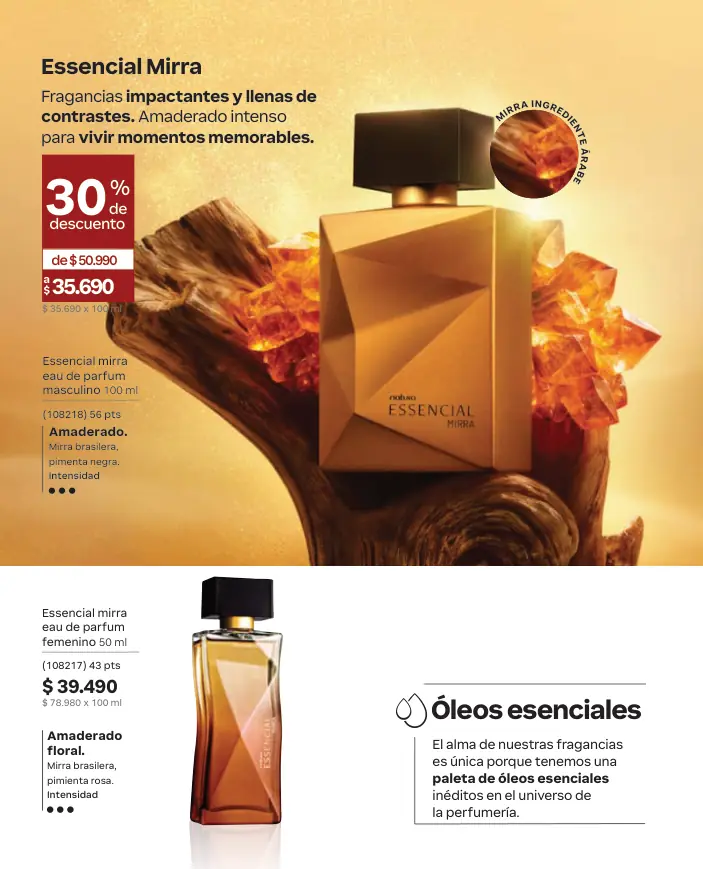 Essencial Mirra
Fragancias impactantes y llenas de
contrastes. Amaderado intenso
para vivir momentos memorables.
MIRRA INGREDIENTE ÁRABE
30% de
descuento
de $ 50.990
a $ 35.690
$ 35.690 x 100 ml
Essencial mirra
eau de parfum
masculino 100 ml
(108218) 56 pts
Amaderado.
Mirra brasilera,
pimenta negra.
Intensidad
natura
ESSENCIAL
MIRRA
Essencial mirra
eau de parfum
femenino 50 ml
(108217) 43 pts
$ 39.490
$ 78.980 x 100 ml
Amaderado
floral.
Mirra brasilera,
pimienta rosa.
Intensidad
natura
ESSENCIAL
Óleos esenciales
El alma de nuestras fragancias
es única porque tenemos una
paleta de óleos esenciales
inéditos en el universo de
la perfumería.